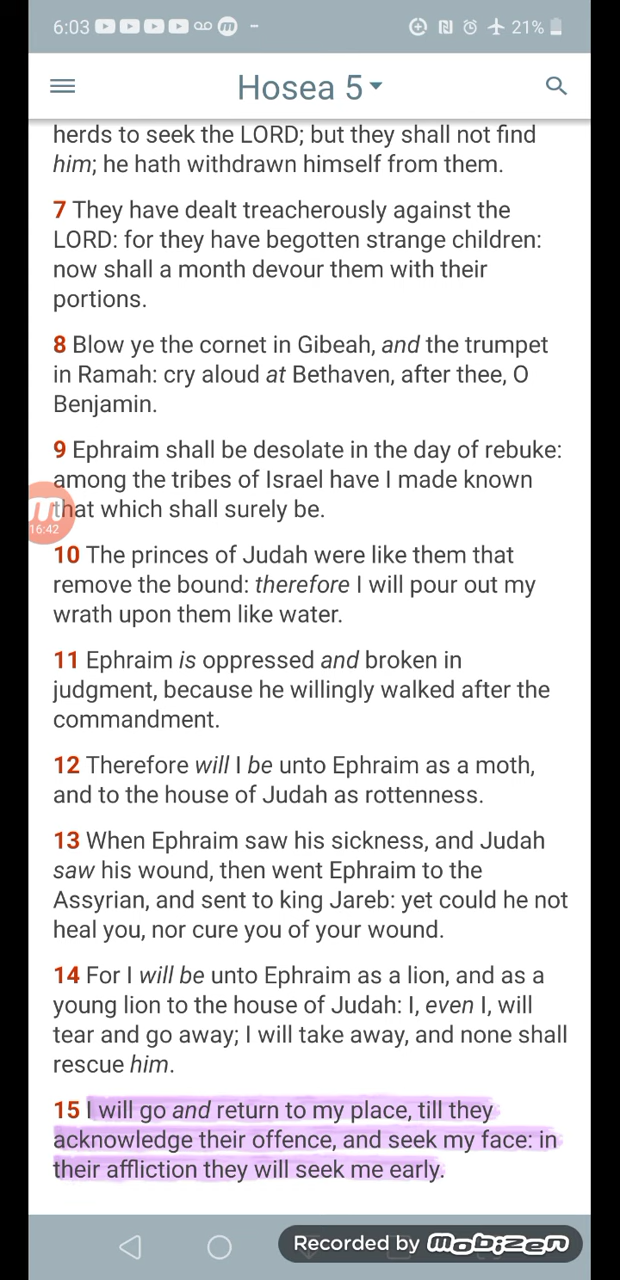 6:03 21%
Hosea 5
herds to seek the LORD; but they shall not find
him; he hath withdrawn himself from them.
7 They have dealt treacherously against the
LORD: for they have begotten strange children:
now shall a month devour them with their
portions.
8 Blow ye the cornet in Gibeah, and the trumpet
in Ramah: cry aloud at Bethaven, after thee, O
Benjamin.
9 Ephraim shall be desolate in the day of rebuke:
among the tribes of Israel have I made known
that which shall surely be.
16:42
10 The princes of Judah were like them that
remove the bound: therefore I will pour out my
wrath upon them like water.
11 Ephraim is oppressed and broken in
judgment, because he willingly walked after the
commandment.
12 Therefore will I be unto Ephraim as a moth,
and to the house of Judah as rottenness.
13 When Ephraim saw his sickness, and Judah
saw his wound, then went Ephraim to the
Assyrian, and sent to king Jareb: yet could he not
heal you, nor cure you of your wound.
14 For I will be unto Ephraim as a lion, and as a
young lion to the house of Judah: I, even I, will
tear and go away; I will take away, and none shall
rescue him.
15 I will go and return to my place, till they
acknowledge their offence, and seek my face: in
their affliction they will seek me early.
Recorded by Mobizen